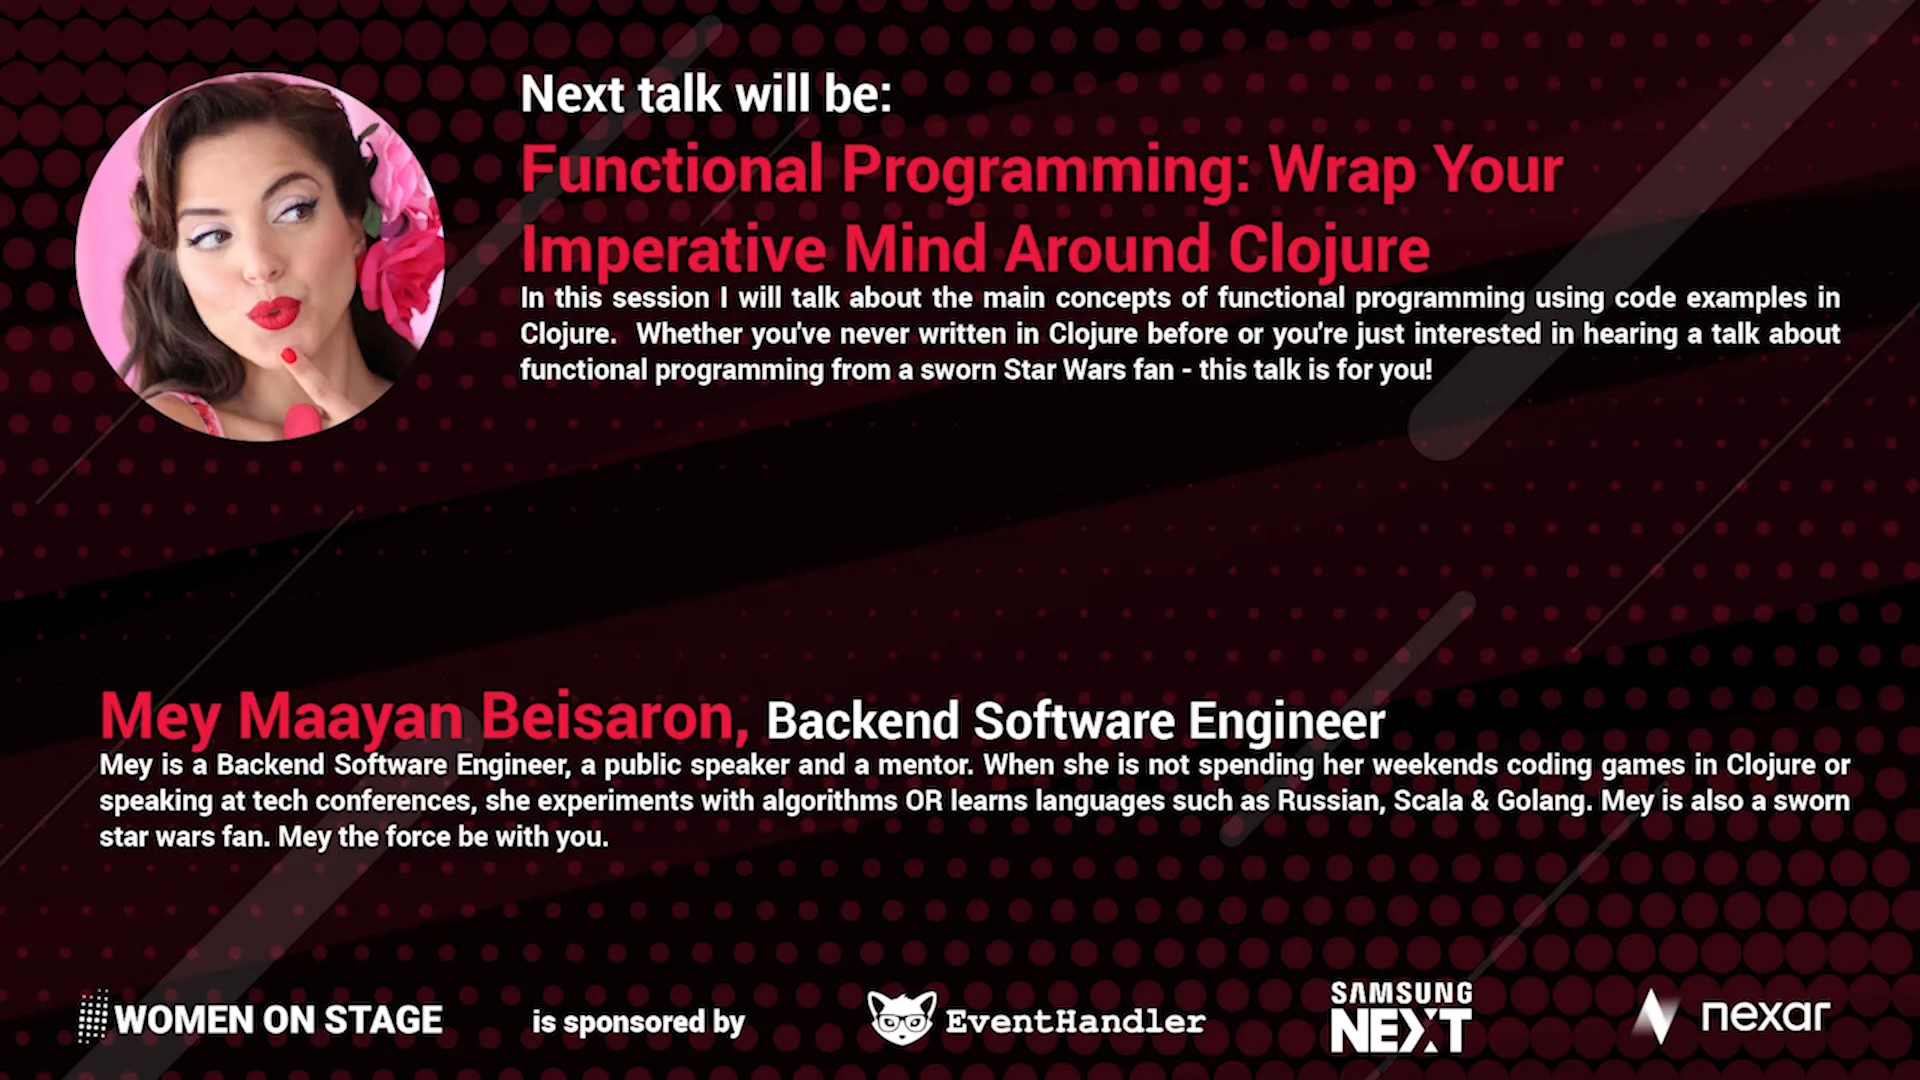 Next talk will be:
Functional Programming: Wrap Your
Imperative Mind Around Clojure
In this session I will talk about the main concepts of functional programming using code examples in
Clojure.  Whether you've never written in Clojure before or you're just interested in hearing a talk about
functional programming from a sworn Star Wars fan - this talk is for you!
Mey Maayan Beisaron, Backend Software Engineer
Mey is a Backend Software Engineer, a public speaker and a mentor. When she is not spending her weekends coding games in Clojure or
speaking at tech conferences, she experiments with algorithms OR learns languages such as Russian, Scala & Golang. Mey is also a sworn
star wars fan. Mey the force be with you.
WOMEN ON STAGE
is sponsored by
EventHandler
SAMSUNG
NEXT
nexar